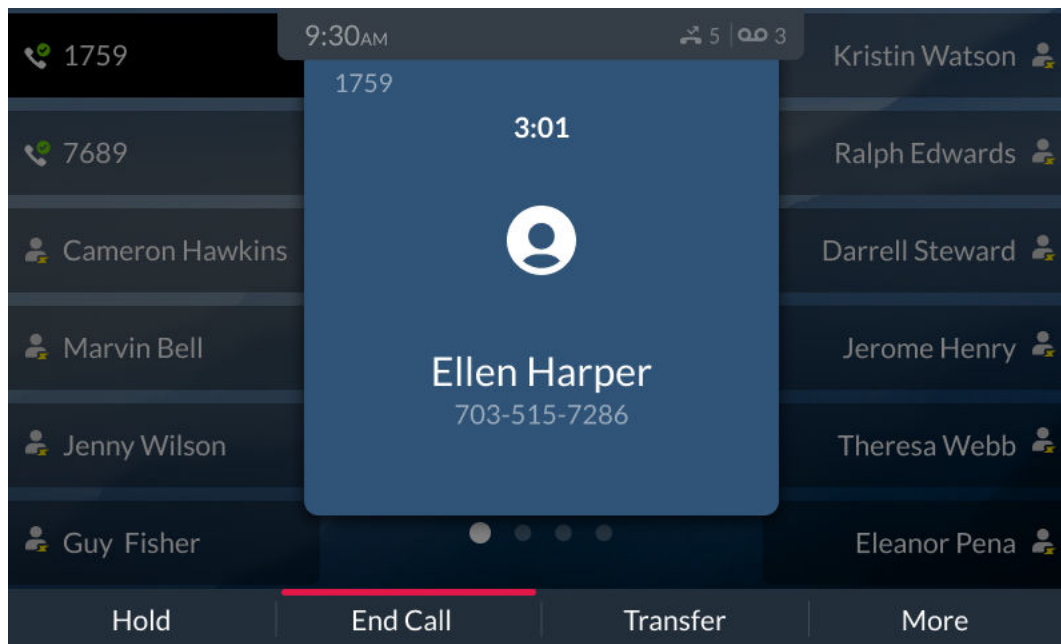 9:30AM
5 3
1759
7689
Cameron Hawkins
Marvin Bell
Jenny Wilson
Guy Fisher
1759
3:01
Ellen Harper
703-515-7286
Kristin Watson
Ralph Edwards
Darrell Steward
Jerome Henry
Theresa Webb
Eleanor Pena
Hold
End Call
Transfer
More